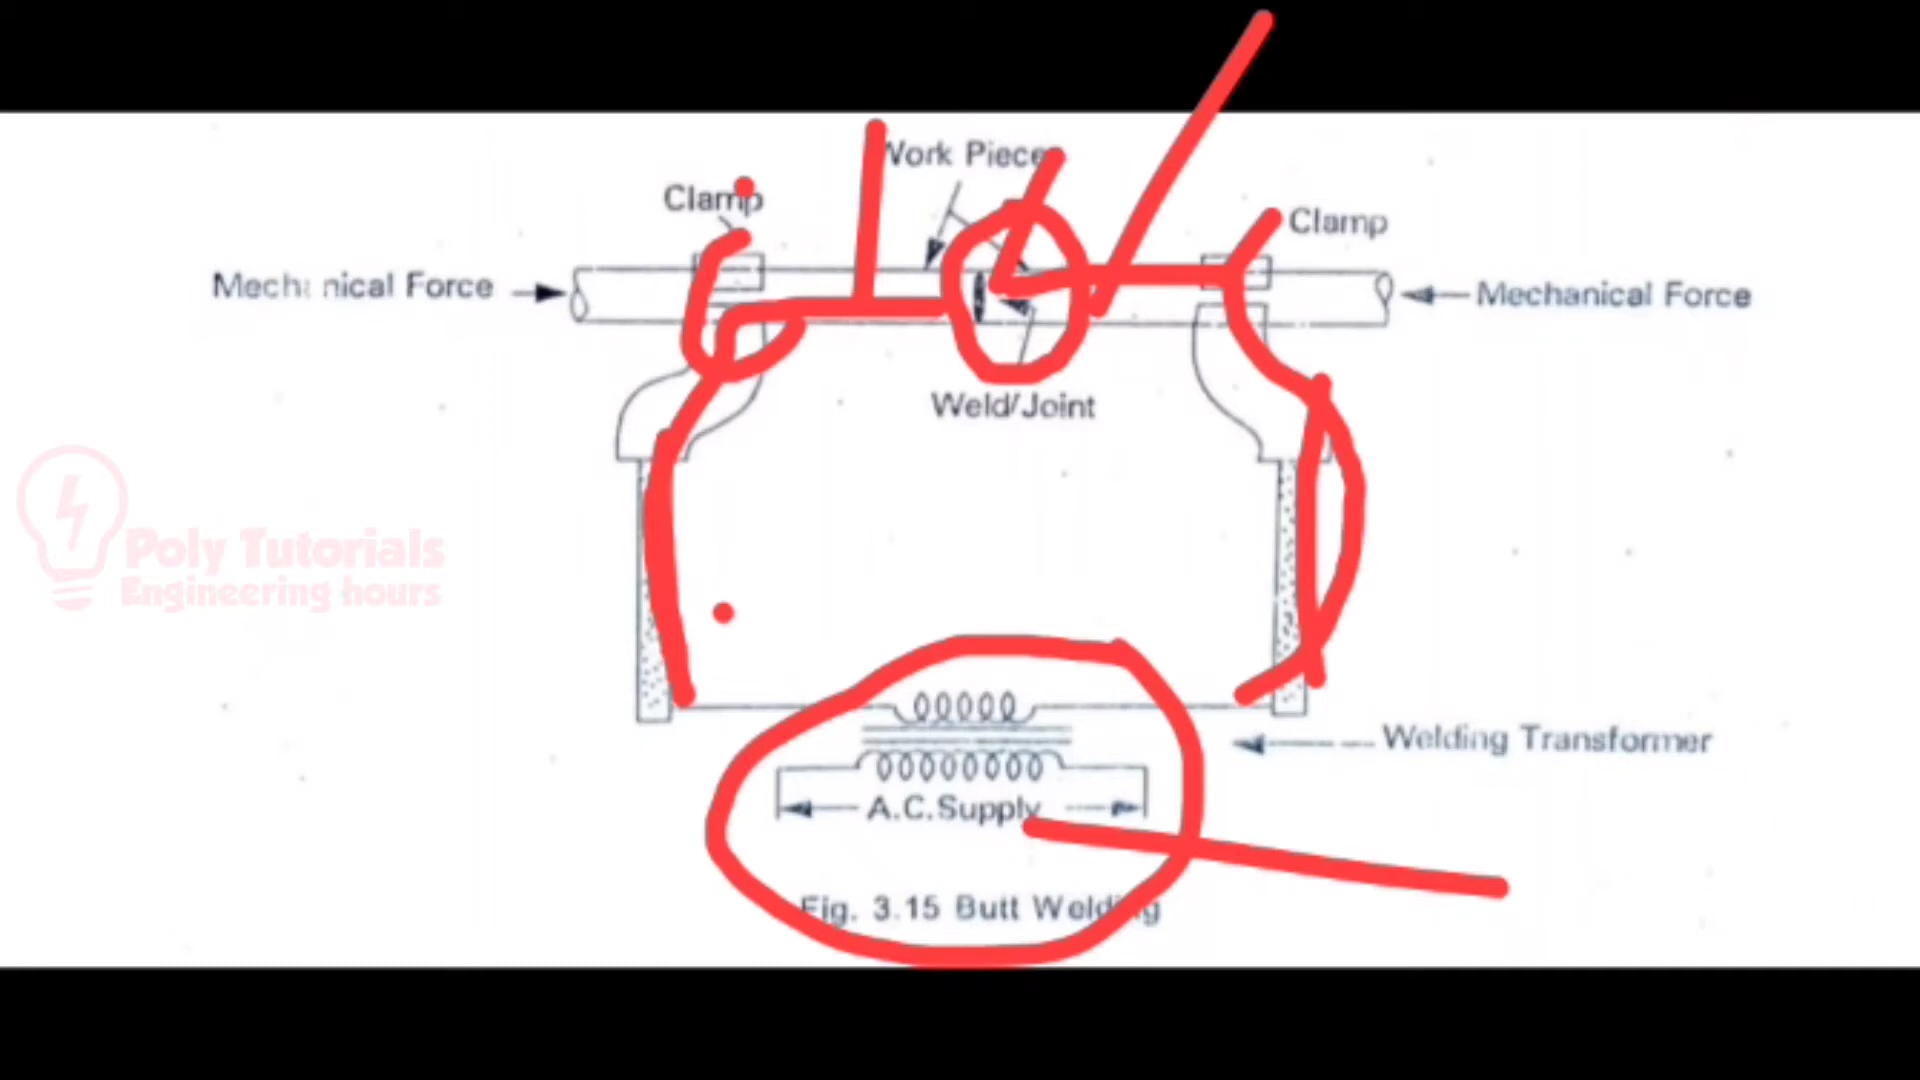 Work Piece
Clamp
Clamp
Mechanical Force
Mechanical Force
Weld/Joint
Poly Tutorials
Engineering hours
Welding Transformer
A.C. Supply
Fig. 3.15 Butt Welding